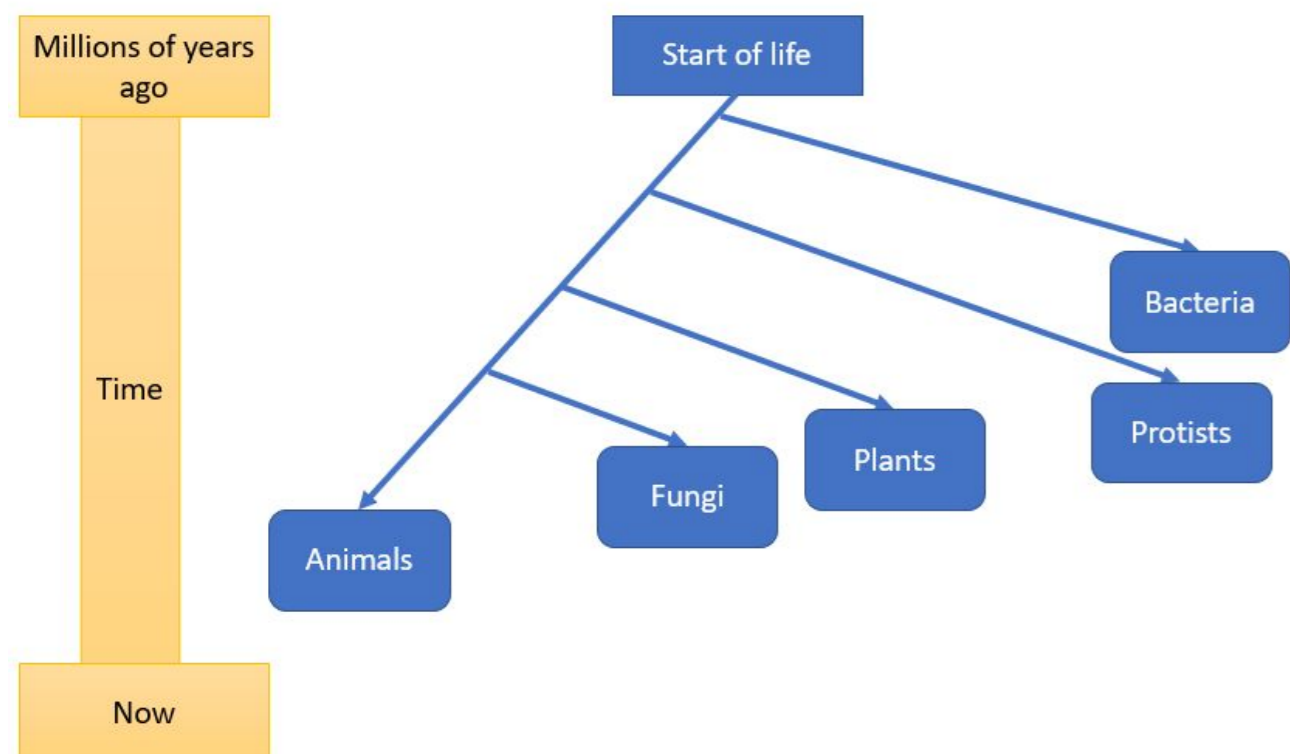 Millions of years
ago
Start of life
Bacteria
Time
Protists
Plants
Fungi
Animals
Now